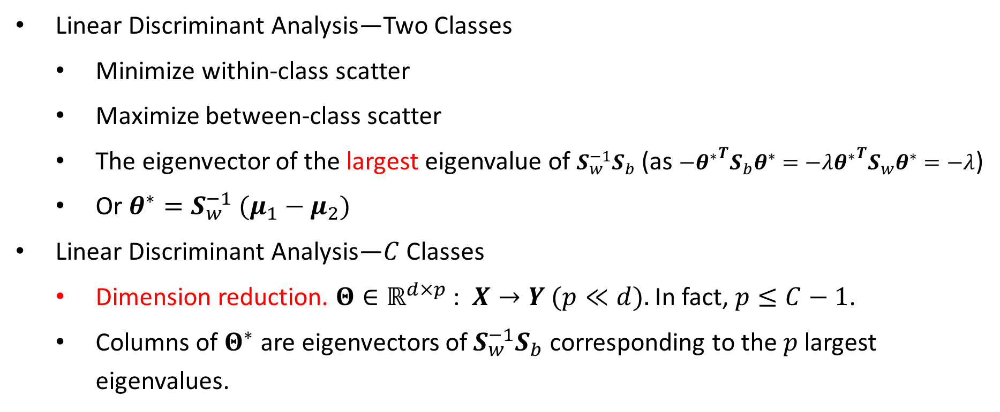 • Linear Discriminant Analysis—Two Classes
• Minimize within-class scatter
• Maximize between-class scatter
• The eigenvector of the largest eigenvalue of $\boldsymbol{S}_w^{-1}\boldsymbol{S}_b$ (as $-\boldsymbol{\theta}^{*\boldsymbol{T}}\boldsymbol{S}_b\boldsymbol{\theta}^* = -\lambda\boldsymbol{\theta}^{*\boldsymbol{T}}\boldsymbol{S}_w\boldsymbol{\theta}^* = -\lambda$)
• Or $\boldsymbol{\theta}^* = \boldsymbol{S}_w^{-1}(\boldsymbol{\mu}_1 - \boldsymbol{\mu}_2)$
• Linear Discriminant Analysis—$C$ Classes
• Dimension reduction. $\boldsymbol{\Theta} \in \mathbb{R}^{d \times p}: \boldsymbol{X} \to \boldsymbol{Y}\,(p \ll d)$. In fact, $p \leq C - 1$.
• Columns of $\boldsymbol{\Theta}^*$ are eigenvectors of $\boldsymbol{S}_w^{-1}\boldsymbol{S}_b$ corresponding to the $p$ largest
eigenvalues.